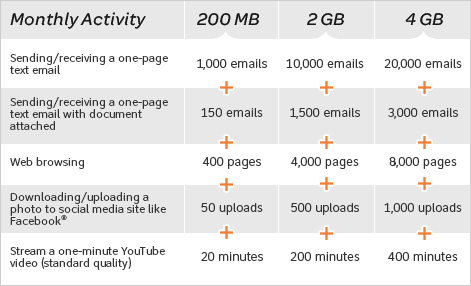 Monthly Activity 200 MB 2 GB 4 GB
Sending/receiving a one-page
text email
1,000 emails 10,000 emails 20,000 emails
+ + +
Sending/receiving a one-page
text email with document
attached
150 emails 1,500 emails 3,000 emails
+ + +
Web browsing 400 pages 4,000 pages 8,000 pages
+ + +
Downloading/uploading a
photo to social media site like
Facebook®
50 uploads 500 uploads 1,000 uploads
+ + +
Stream a one-minute YouTube
video (standard quality)
20 minutes 200 minutes 400 minutes